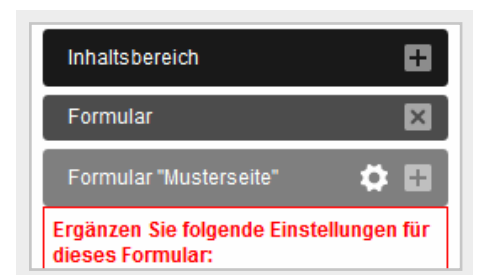 Inhaltsbereich
Formular
Formular "Musterseite"
Ergänzen Sie folgende Einstellungen für
dieses Formular: